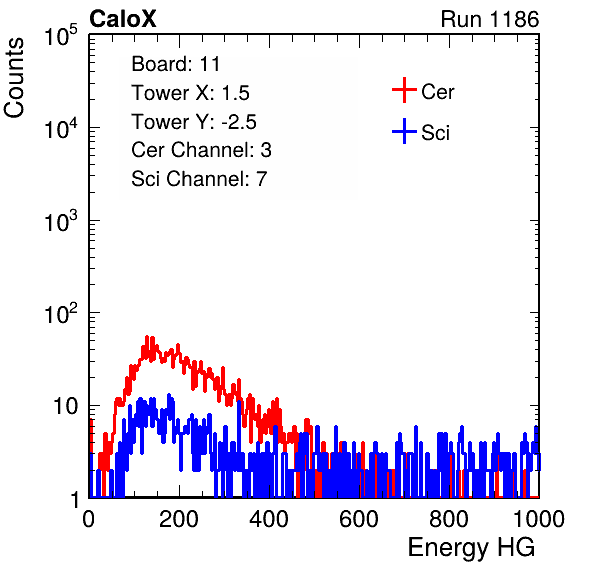 CaloX Run 1186
Counts
Board: 11
Tower X: 1.5
Tower Y: -2.5
Cer Channel: 3
Sci Channel: 7
Cer
Sci
10^5
10^4
10^3
10^2
10
1
0 200 400 600 800 1000
Energy HG